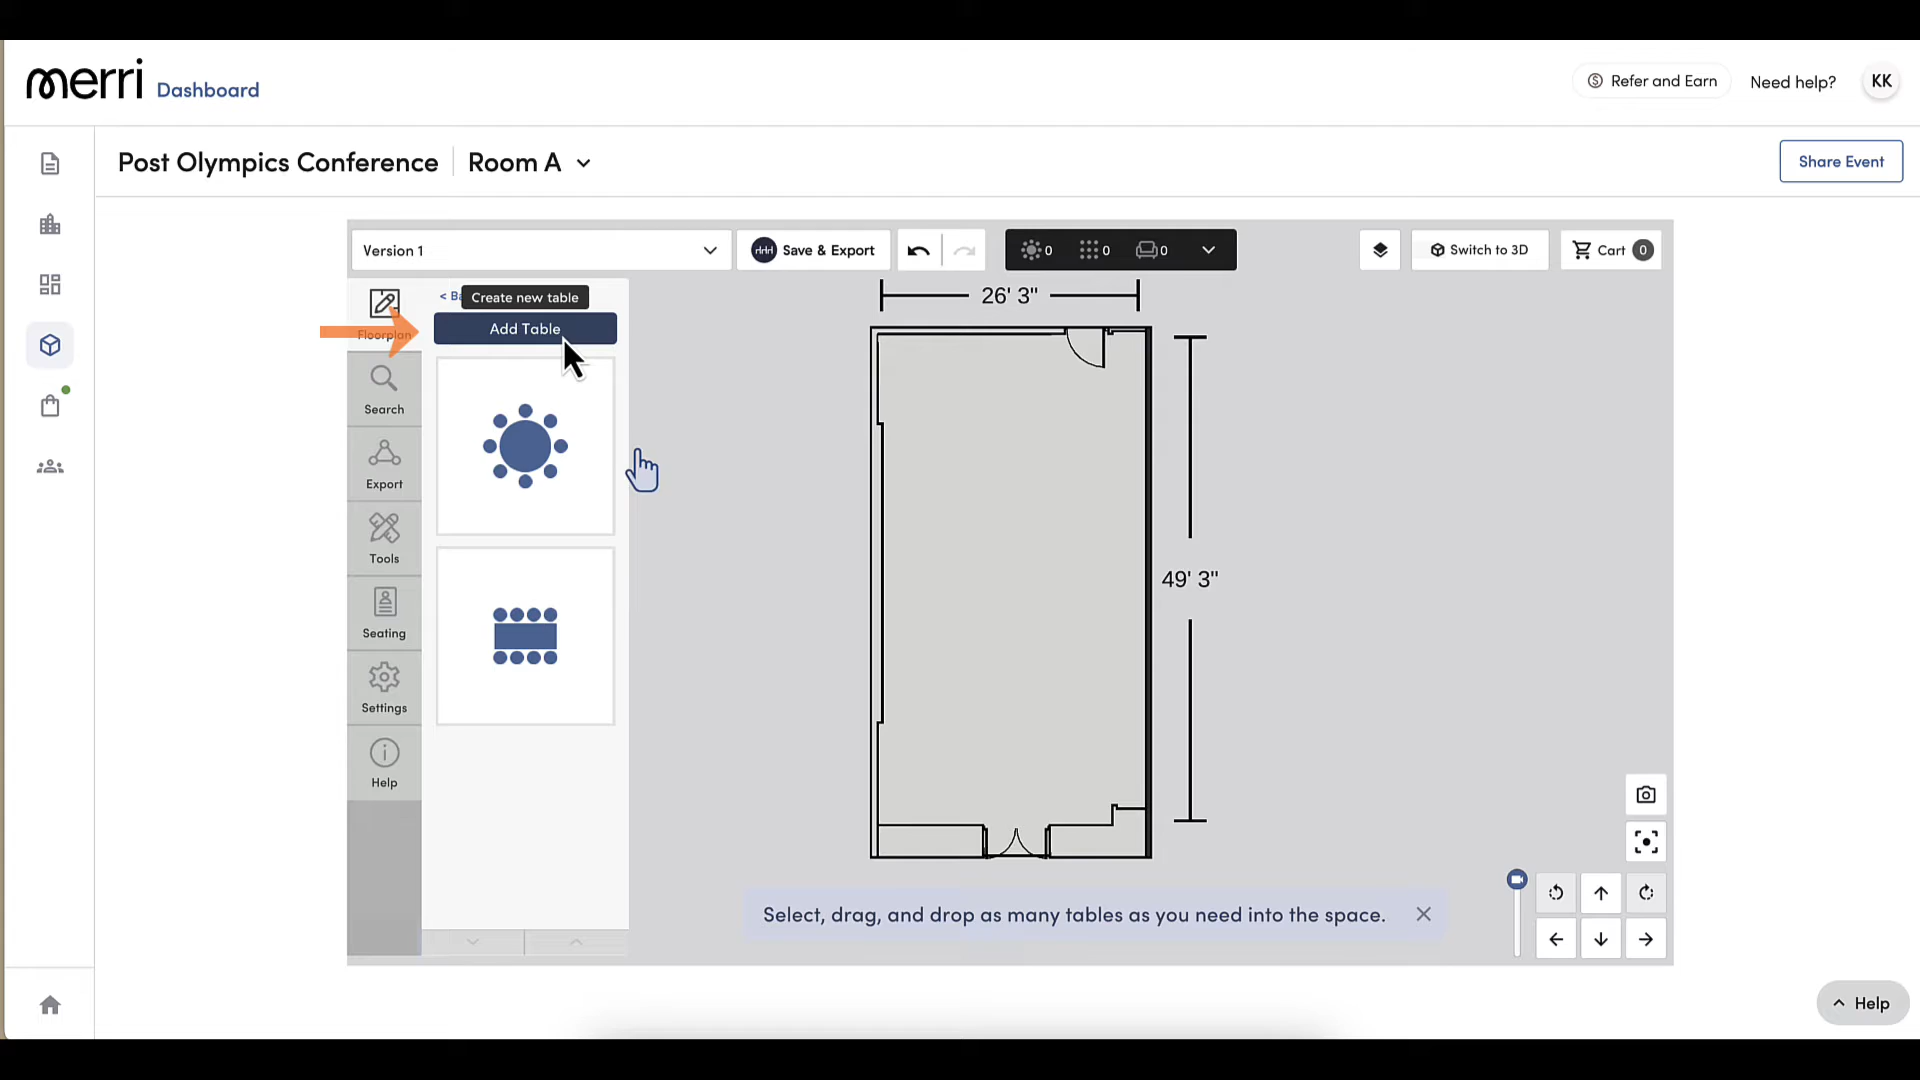 merri Dashboard
Refer and Earn
Need help?
KK
Post Olympics Conference
Room A
Share Event
Version 1
Save & Export
0
0
0
Switch to 3D
Cart 0
< Ba
Create new table
Add Table
Floorplan
Search
Export
Tools
Seating
Settings
Help
26' 3"
49' 3"
Select, drag, and drop as many tables as you need into the space.
Help